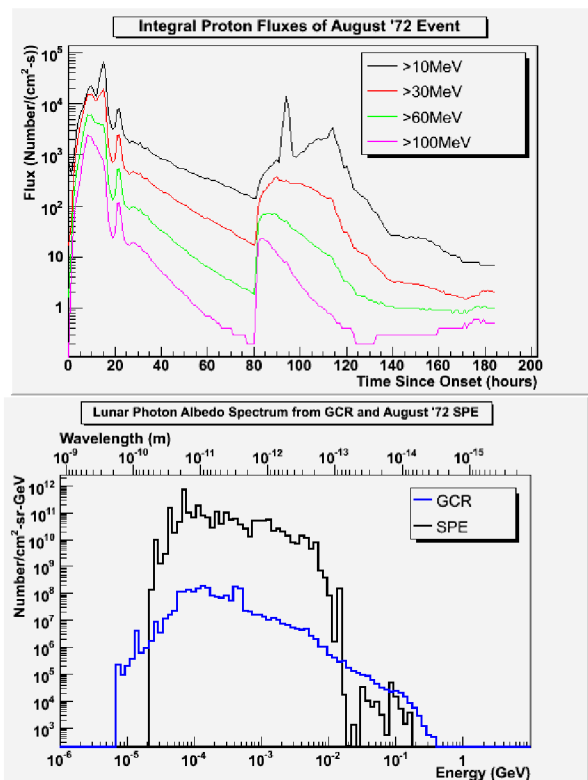 Integral Proton Fluxes of August '72 Event
Flux (Number/(cm²-s)
10⁵
10⁴
10³
10²
10
1
>10MeV
>30MeV
>60MeV
>100MeV
0 20 40 60 80 100 120 140 160 180 200
Time Since Onset (hours)
Lunar Photon Albedo Spectrum from GCR and August '72 SPE
Wavelength (m)
10⁻⁹ 10⁻¹⁰ 10⁻¹¹ 10⁻¹² 10⁻¹³ 10⁻¹⁴ 10⁻¹⁵
Number/cm²-sr-GeV
10¹²
10¹¹
10¹⁰
10⁹
10⁸
10⁷
10⁶
10⁵
10⁴
10³
GCR
SPE
10⁻⁶ 10⁻⁵ 10⁻⁴ 10⁻³ 10⁻² 10⁻¹ 1
Energy (GeV)